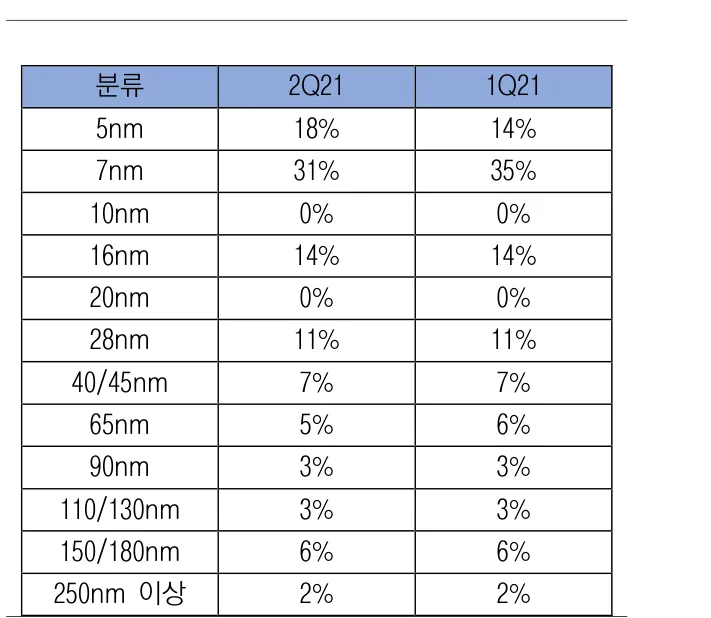 분류 2Q21 1Q21
5nm 18% 14%
7nm 31% 35%
10nm 0% 0%
16nm 14% 14%
20nm 0% 0%
28nm 11% 11%
40/45nm 7% 7%
65nm 5% 6%
90nm 3% 3%
110/130nm 3% 3%
150/180nm 6% 6%
250nm 이상 2% 2%